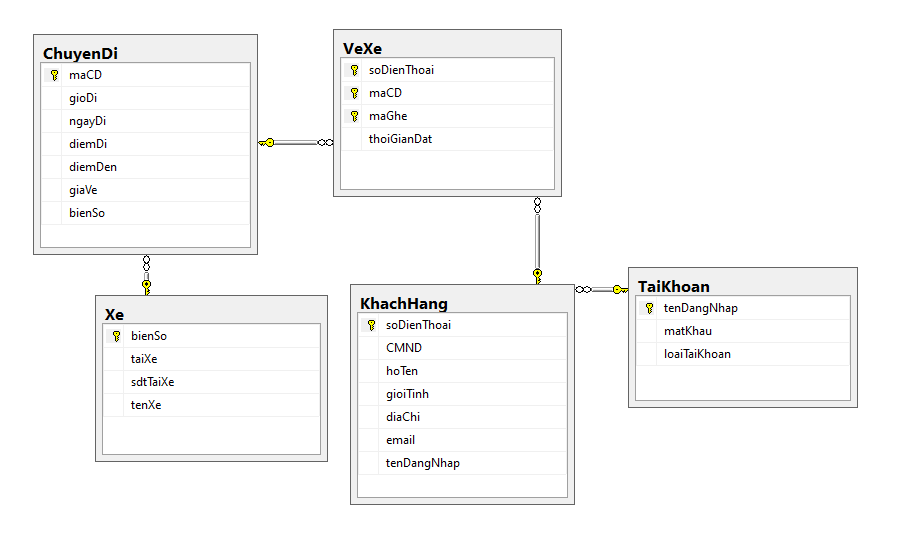 ChuyenDi
maCD
gioDi
ngayDi
diemDi
diemDen
giaVe
bienSo
VeXe
soDienThoai
maCD
maGhe
thoiGianDat
Xe
bienSo
taiXe
sdtTaiXe
tenXe
KhachHang
soDienThoai
CMND
hoTen
gioiTinh
diaChi
email
tenDangNhap
TaiKhoan
tenDangNhap
matKhau
loaiTaiKhoan